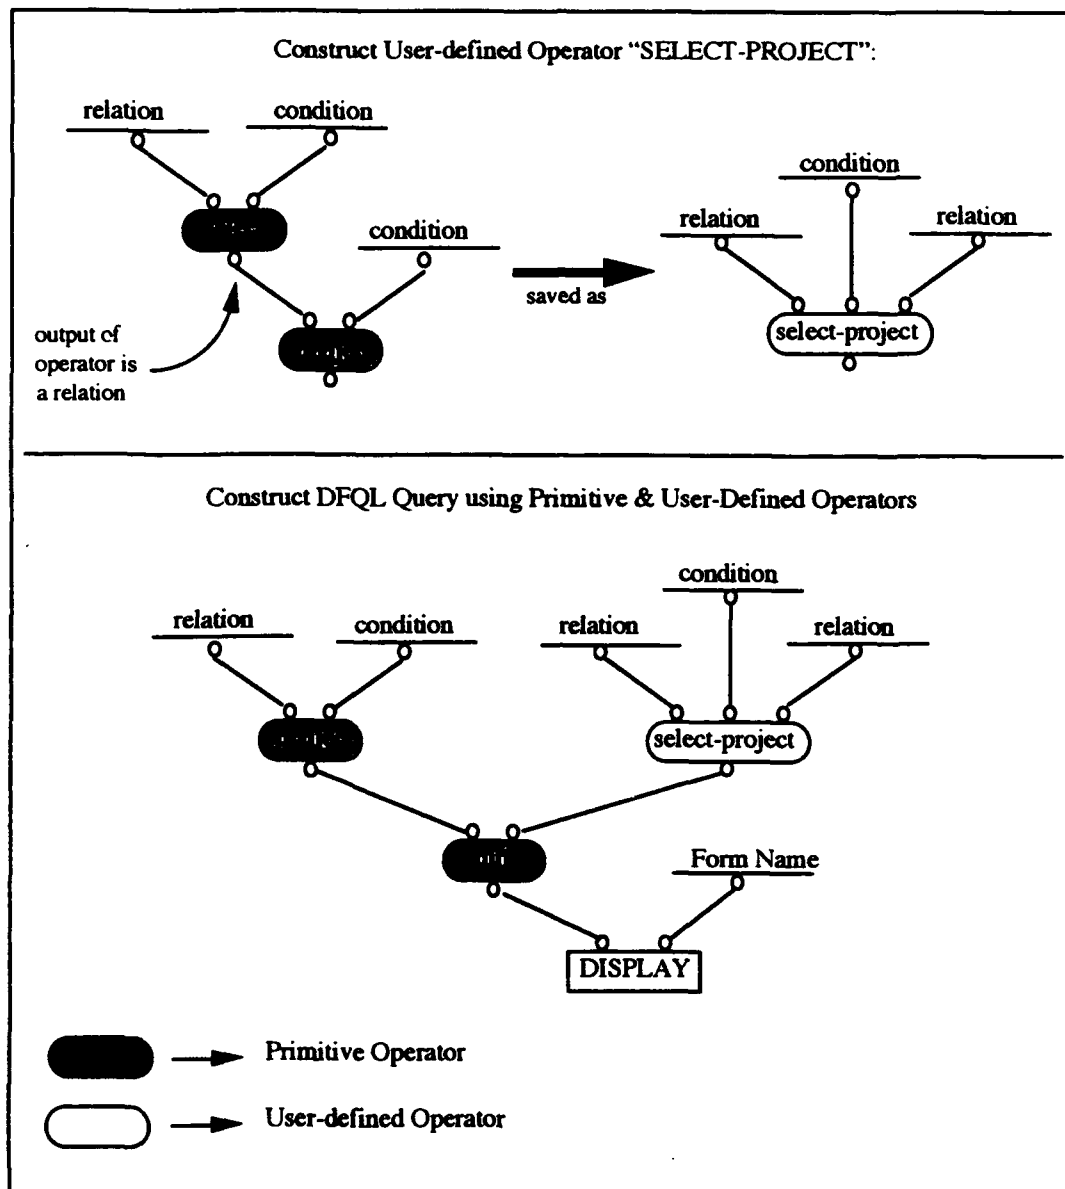 Construct User-defined Operator “SELECT-PROJECT”:
relation
condition
condition
output of
operator is
a relation
saved as
condition
relation
relation
select-project
Construct DFQL Query using Primitive & User-Defined Operators
relation
condition
condition
relation
relation
select-project
Form Name
DISPLAY
Primitive Operator
User-defined Operator